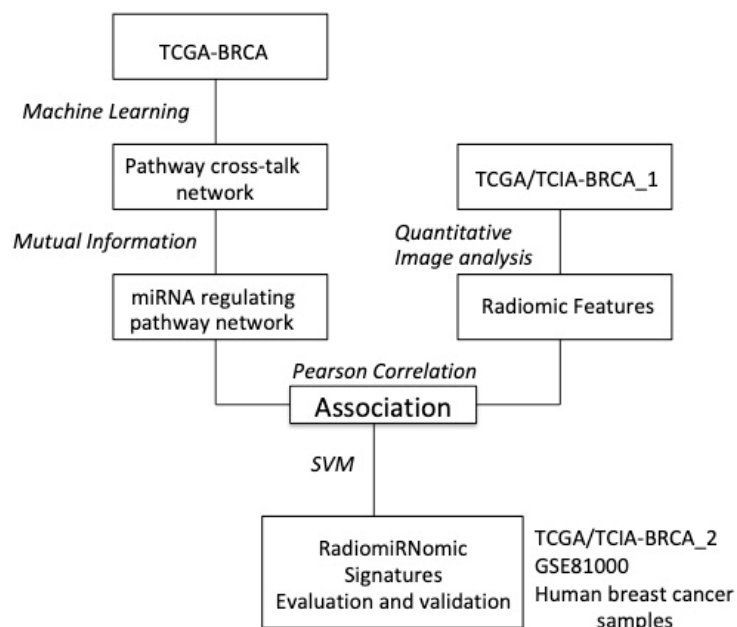 TCGA-BRCA
Machine Learning
Pathway cross-talk
network
TCGA/TCIA-BRCA_1
Mutual Information
Quantitative
Image analysis
miRNA regulating
pathway network
Radiomic Features
Pearson Correlation
Association
SVM
RadiomiRNomic
Signatures
Evaluation and validation
TCGA/TCIA-BRCA_2
GSE81000
Human breast cancer
samples